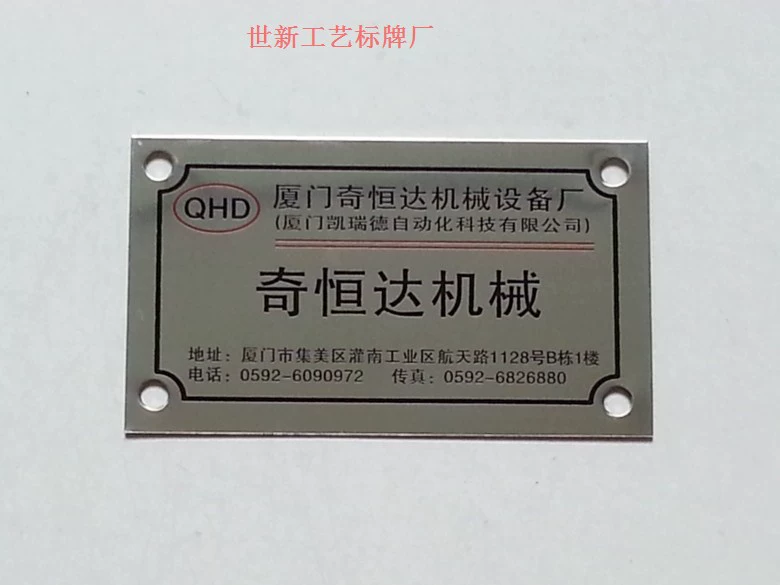 世新工艺标牌厂
QHD 厦门奇恒达机械设备厂
(厦门凯瑞德自动化科技有限公司)
奇恒达机械
地址：厦门市集美区灌南工业区航天路1128号B栋1楼
电话：0592-6090972 传真：0592-6826880